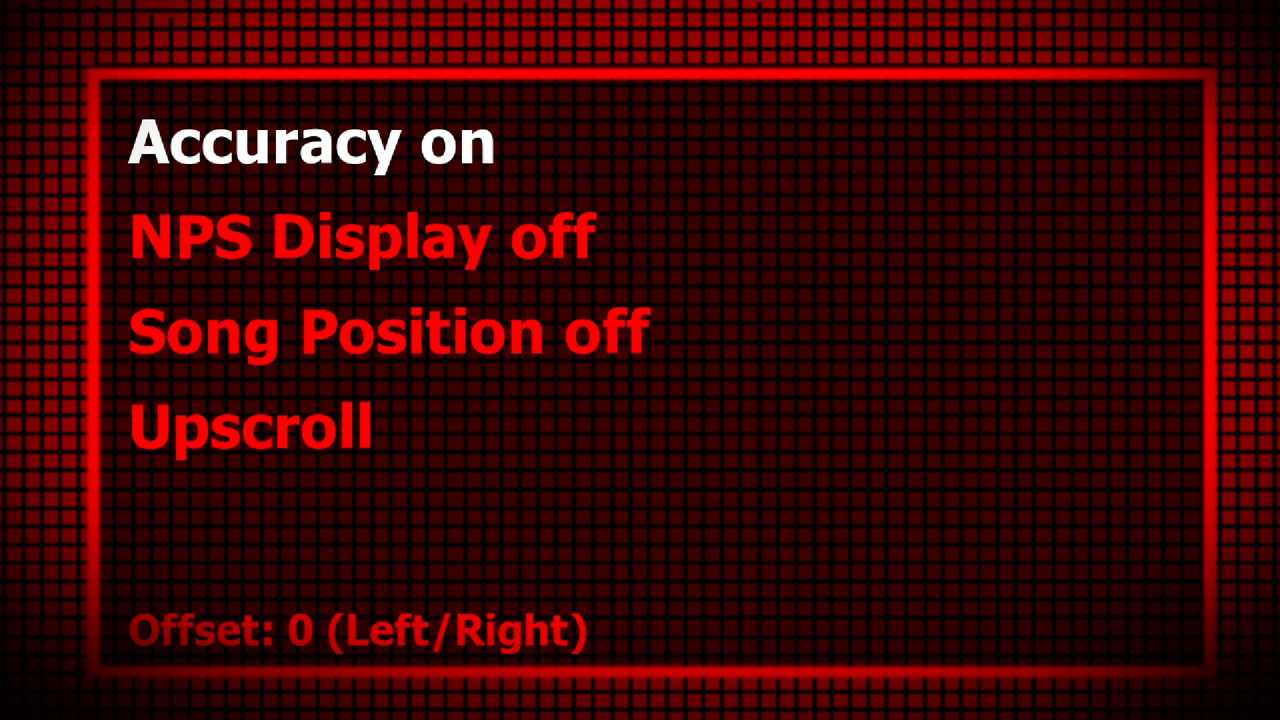 Accuracy on
NPS Display off
Song Position off
Upscroll
Offset: 0 (Left/Right)